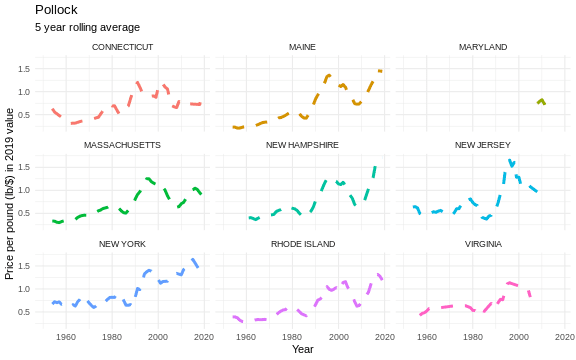 Pollock
5 year rolling average
CONNECTICUT MAINE MARYLAND
1.5
1.0
0.5
MASSACHUSETTS NEW HAMPSHIRE NEW JERSEY
1.5
1.0
0.5
NEW YORK RHODE ISLAND VIRGINIA
1.5
1.0
0.5
1960 1980 2000 2020 1960 1980 2000 2020 1960 1980 2000 2020
Year
Price per pound (lb/$) in 2019 value